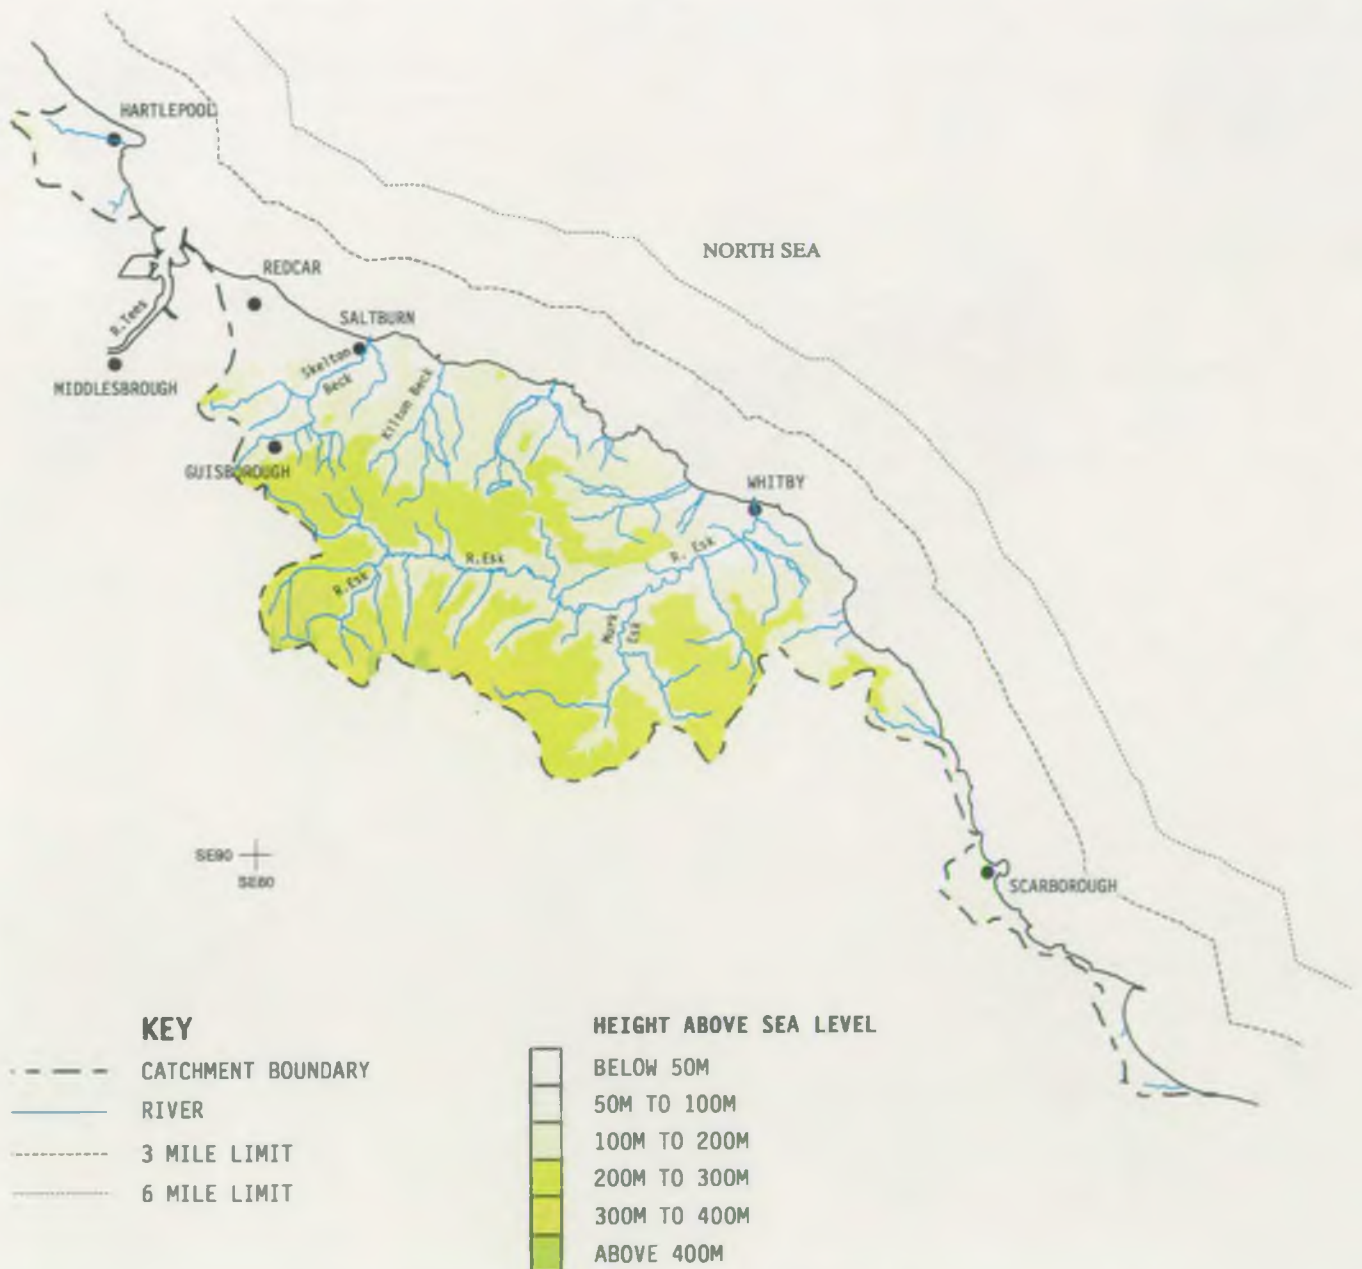 HARTLEPOOL
NORTH SEA
REDCAR
R.Tees
SALTBURN
Skelton
Beck
MIDDLESBROUGH
Kilton Beck
GUISBOROUGH
WHITBY
R. Esk
R.Esk
R.Esk
Murk
Esk
SE90
SE80
SCARBOROUGH
KEY
CATCHMENT BOUNDARY
RIVER
3 MILE LIMIT
6 MILE LIMIT
HEIGHT ABOVE SEA LEVEL
BELOW 50M
50M TO 100M
100M TO 200M
200M TO 300M
300M TO 400M
ABOVE 400M